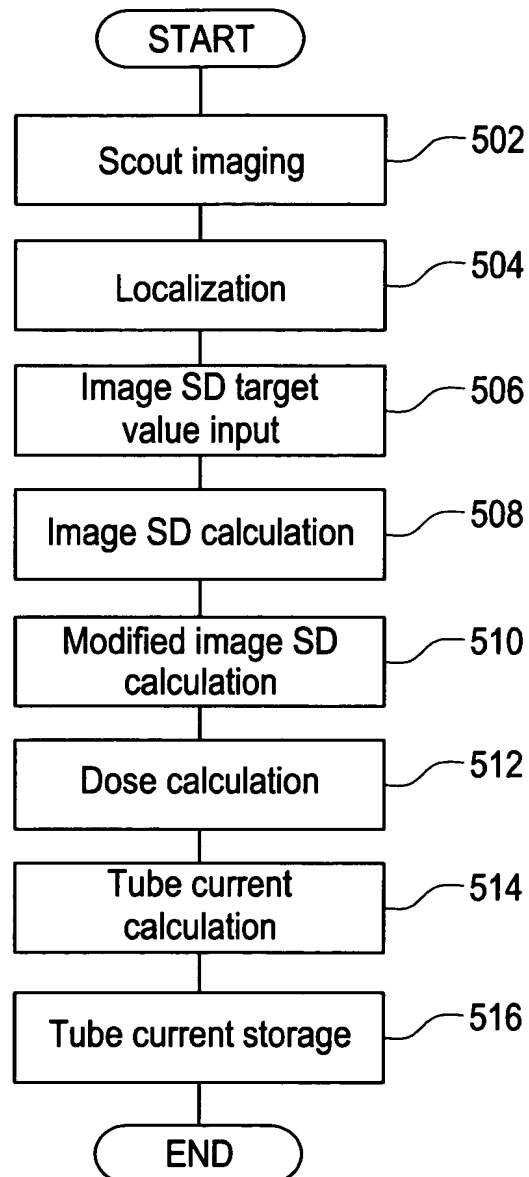 START
Scout imaging
502
Localization
504
Image SD target
value input
506
Image SD calculation
508
Modified image SD
calculation
510
Dose calculation
512
Tube current
calculation
514
Tube current storage
516
END